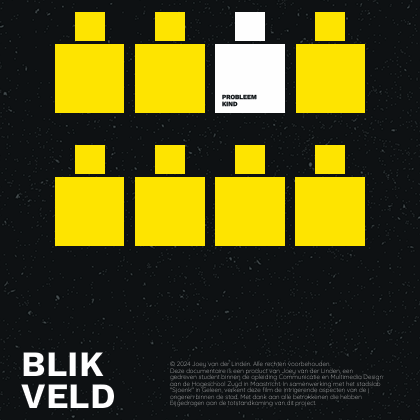 PROBLEEM
KIND
BLIK
VELD
© 2024 Joey van der Linden. Alle rechten voorbehouden.
Deze documentaire is een product van Joey van der Linden, een
gedreven student binnen de opleiding Communicatie en Multimedia Design
aan de Hogeschool Zuyd in Maastricht. In samenwerking met het stadslab
"Sjoenk" in Geleen, verkent deze film de intrigerende aspecten van de j
ongeren binnen de stad. Met dank aan alle betrokkenen die hebben
bijgedragen aan de totstandkoming van dit project.